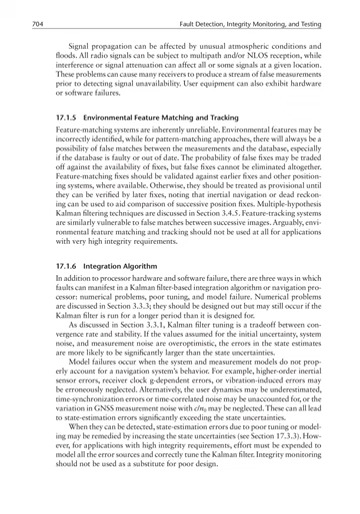 704 Fault Detection, Integrity Monitoring, and Testing
Signal propagation can be affected by unusual atmospheric conditions and
floods. All radio signals can be subject to multipath and/or NLOS reception, while
interference or signal attenuation can affect all or some signals at a given location.
These problems can cause many receivers to produce a stream of false measurements
prior to detecting signal unavailability. User equipment can also exhibit hardware
or software failures.
17.1.5 Environmental Feature Matching and Tracking
Feature-matching systems are inherently unreliable. Environmental features may be
incorrectly identified, while for pattern-matching approaches, there will always be a
possibility of false matches between the measurements and the database, especially
if the database is faulty or out of date. The probability of false fixes may be traded
off against the availability of fixes, but false fixes cannot be eliminated altogether.
Feature-matching fixes should be validated against earlier fixes and other position-
ing systems, where available. Otherwise, they should be treated as provisional until
they can be verified by later fixes, noting that inertial navigation or dead reckon-
ing can be used to aid comparison of successive position fixes. Multiple-hypothesis
Kalman filtering techniques are discussed in Section 3.4.5. Feature-tracking systems
are similarly vulnerable to false matches between successive images. Arguably, envi-
ronmental feature matching and tracking should not be used at all for applications
with very high integrity requirements.
17.1.6 Integration Algorithm
In addition to processor hardware and software failure, there are three ways in which
faults can manifest in a Kalman filter-based integration algorithm or navigation pro-
cessor: numerical problems, poor tuning, and model failure. Numerical problems
are discussed in Section 3.3.3; they should be designed out but may still occur if the
Kalman filter is run for a longer period than it is designed for.
As discussed in Section 3.3.1, Kalman filter tuning is a tradeoff between con-
vergence rate and stability. If the values assumed for the initial uncertainty, system
noise, and measurement noise are overoptimistic, the errors in the state estimates
are more likely to be significantly larger than the state uncertainties.
Model failures occur when the system and measurement models do not prop-
erly account for a navigation system's behavior. For example, higher-order inertial
sensor errors, receiver clock g-dependent errors, or vibration-induced errors may
be erroneously neglected. Alternatively, the user dynamics may be underestimated,
time-synchronization errors or time-correlated noise may be unaccounted for, or the
variation in GNSS measurement noise with c/n₀ may be neglected. These can all lead
to state-estimation errors significantly exceeding the state uncertainties.
When they can be detected, state-estimation errors due to poor tuning or model-
ing may be remedied by increasing the state uncertainties (see Section 17.3.3). How-
ever, for applications with high integrity requirements, effort must be expended to
model all the error sources and correctly tune the Kalman filter. Integrity monitoring
should not be used as a substitute for poor design.